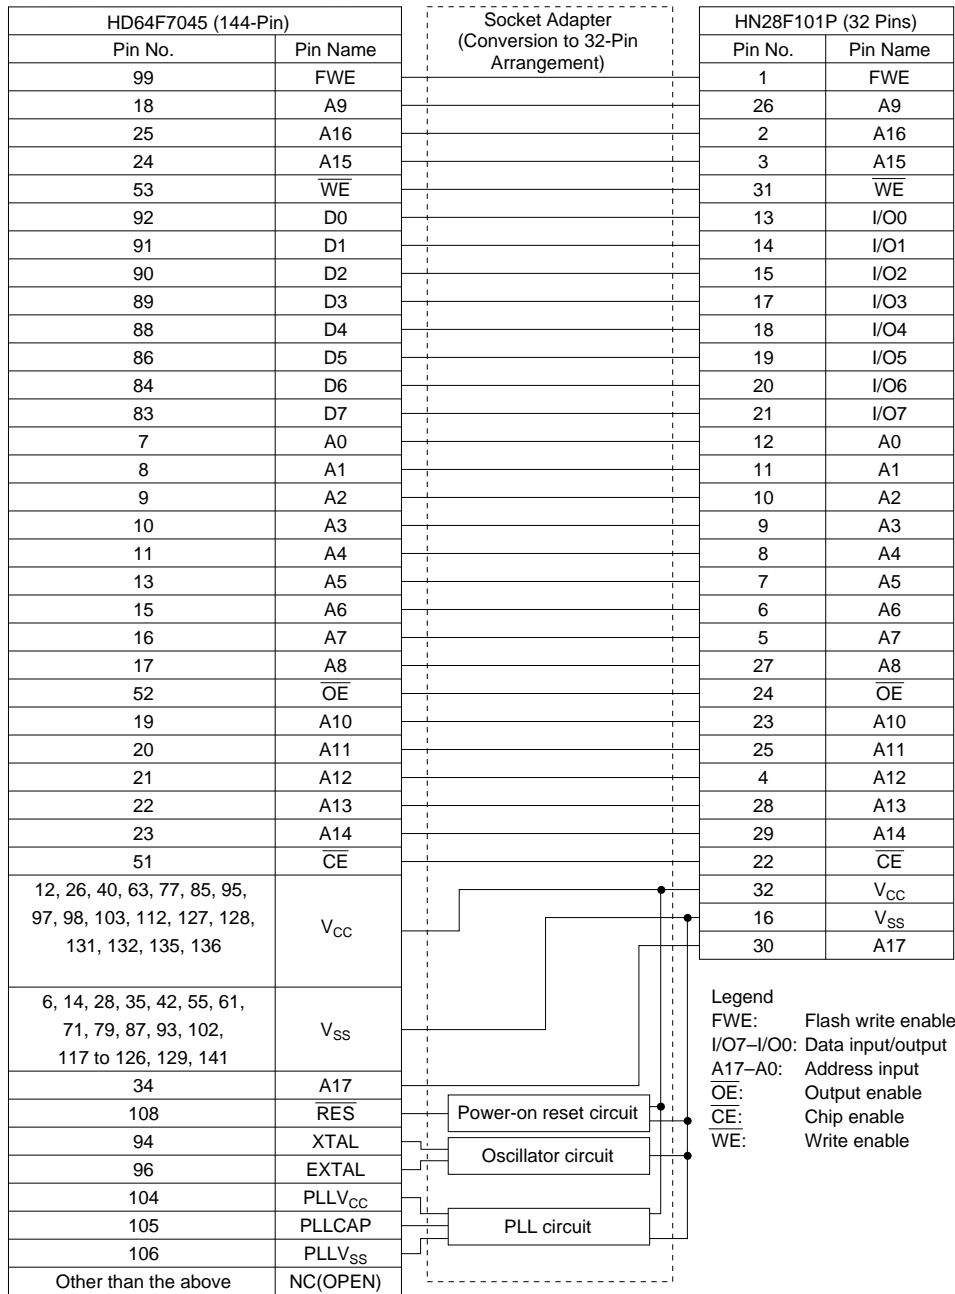 HD64F7045 (144-Pin) Socket Adapter HN28F101P (32 Pins)
(Conversion to 32-Pin
Arrangement)
Pin No. Pin Name Pin No. Pin Name
99 FWE 1 FWE
18 A9 26 A9
25 A16 2 A16
24 A15 3 A15
53 W̅E̅ 31 W̅E̅
92 D0 13 I/O0
91 D1 14 I/O1
90 D2 15 I/O2
89 D3 17 I/O3
88 D4 18 I/O4
86 D5 19 I/O5
84 D6 20 I/O6
83 D7 21 I/O7
7 A0 12 A0
8 A1 11 A1
9 A2 10 A2
10 A3 9 A3
11 A4 8 A4
13 A5 7 A5
15 A6 6 A6
16 A7 5 A7
17 A8 27 A8
52 O̅E̅ 24 O̅E̅
19 A10 23 A10
20 A11 25 A11
21 A12 4 A12
22 A13 28 A13
23 A14 29 A14
51 C̅E̅ 22 C̅E̅
12, 26, 40, 63, 77, 85, 95,
97, 98, 103, 112, 127, 128,
131, 132, 135, 136
VCC
32 VCC
16 VSS
30 A17
6, 14, 28, 35, 42, 55, 61,
71, 79, 87, 93, 102,
117 to 126, 129, 141
VSS
34 A17
108 R̅E̅S̅ Power-on reset circuit
94 XTAL
Oscillator circuit
96 EXTAL
104 PLLVCC
105 PLLCAP PLL circuit
106 PLLVSS
Other than the above NC(OPEN)
Legend
FWE: Flash write enable
I/O7–I/O0: Data input/output
A17–A0: Address input
O̅E̅: Output enable
C̅E̅: Chip enable
W̅E̅: Write enable